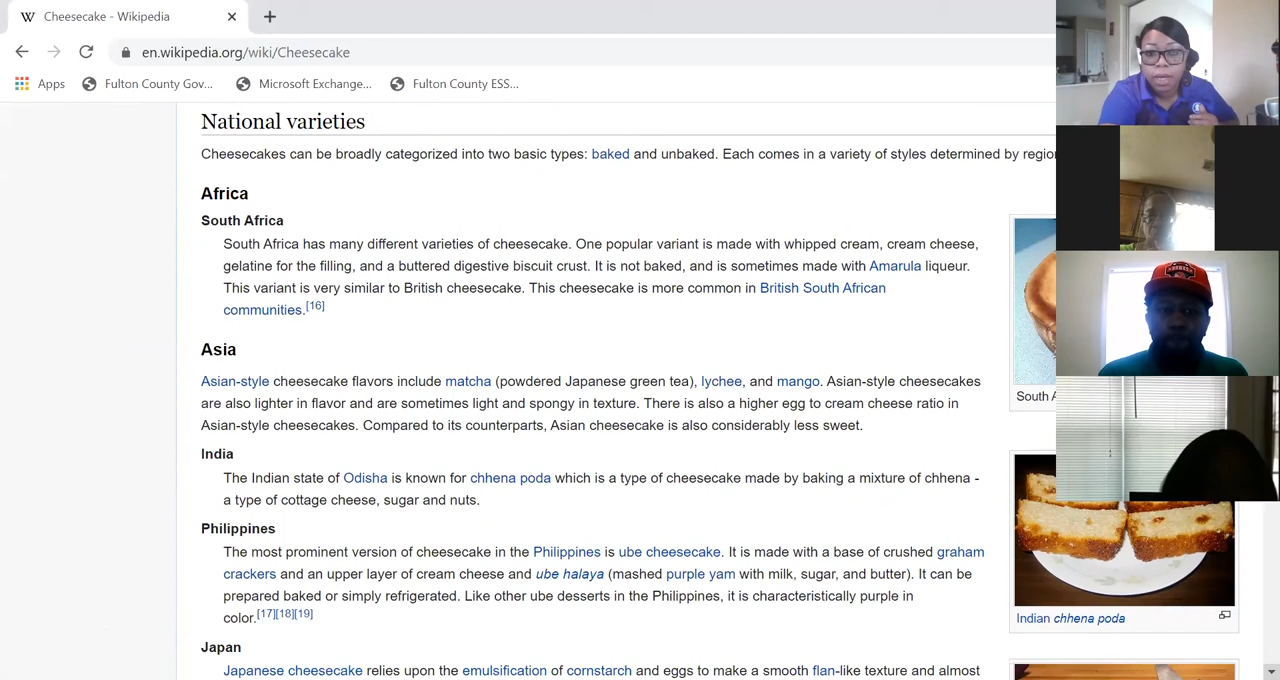 Cheesecake - Wikipedia
en.wikipedia.org/wiki/Cheesecake
Apps Fulton County Gov... Microsoft Exchange... Fulton County ESS...
National varieties
Cheesecakes can be broadly categorized into two basic types: baked and unbaked. Each comes in a variety of styles determined by regio
Africa
South Africa
South Africa has many different varieties of cheesecake. One popular variant is made with whipped cream, cream cheese,
gelatine for the filling, and a buttered digestive biscuit crust. It is not baked, and is sometimes made with Amarula liqueur.
This variant is very similar to British cheesecake. This cheesecake is more common in British South African
communities.[16]
South A
Asia
Asian-style cheesecake flavors include matcha (powdered Japanese green tea), lychee, and mango. Asian-style cheesecakes
are also lighter in flavor and are sometimes light and spongy in texture. There is also a higher egg to cream cheese ratio in
Asian-style cheesecakes. Compared to its counterparts, Asian cheesecake is also considerably less sweet.
India
The Indian state of Odisha is known for chhena poda which is a type of cheesecake made by baking a mixture of chhena -
a type of cottage cheese, sugar and nuts.
Philippines
The most prominent version of cheesecake in the Philippines is ube cheesecake. It is made with a base of crushed graham
crackers and an upper layer of cream cheese and ube halaya (mashed purple yam with milk, sugar, and butter). It can be
prepared baked or simply refrigerated. Like other ube desserts in the Philippines, it is characteristically purple in
color.[17][18][19]
Indian chhena poda
Japan
Japanese cheesecake relies upon the emulsification of cornstarch and eggs to make a smooth flan-like texture and almost